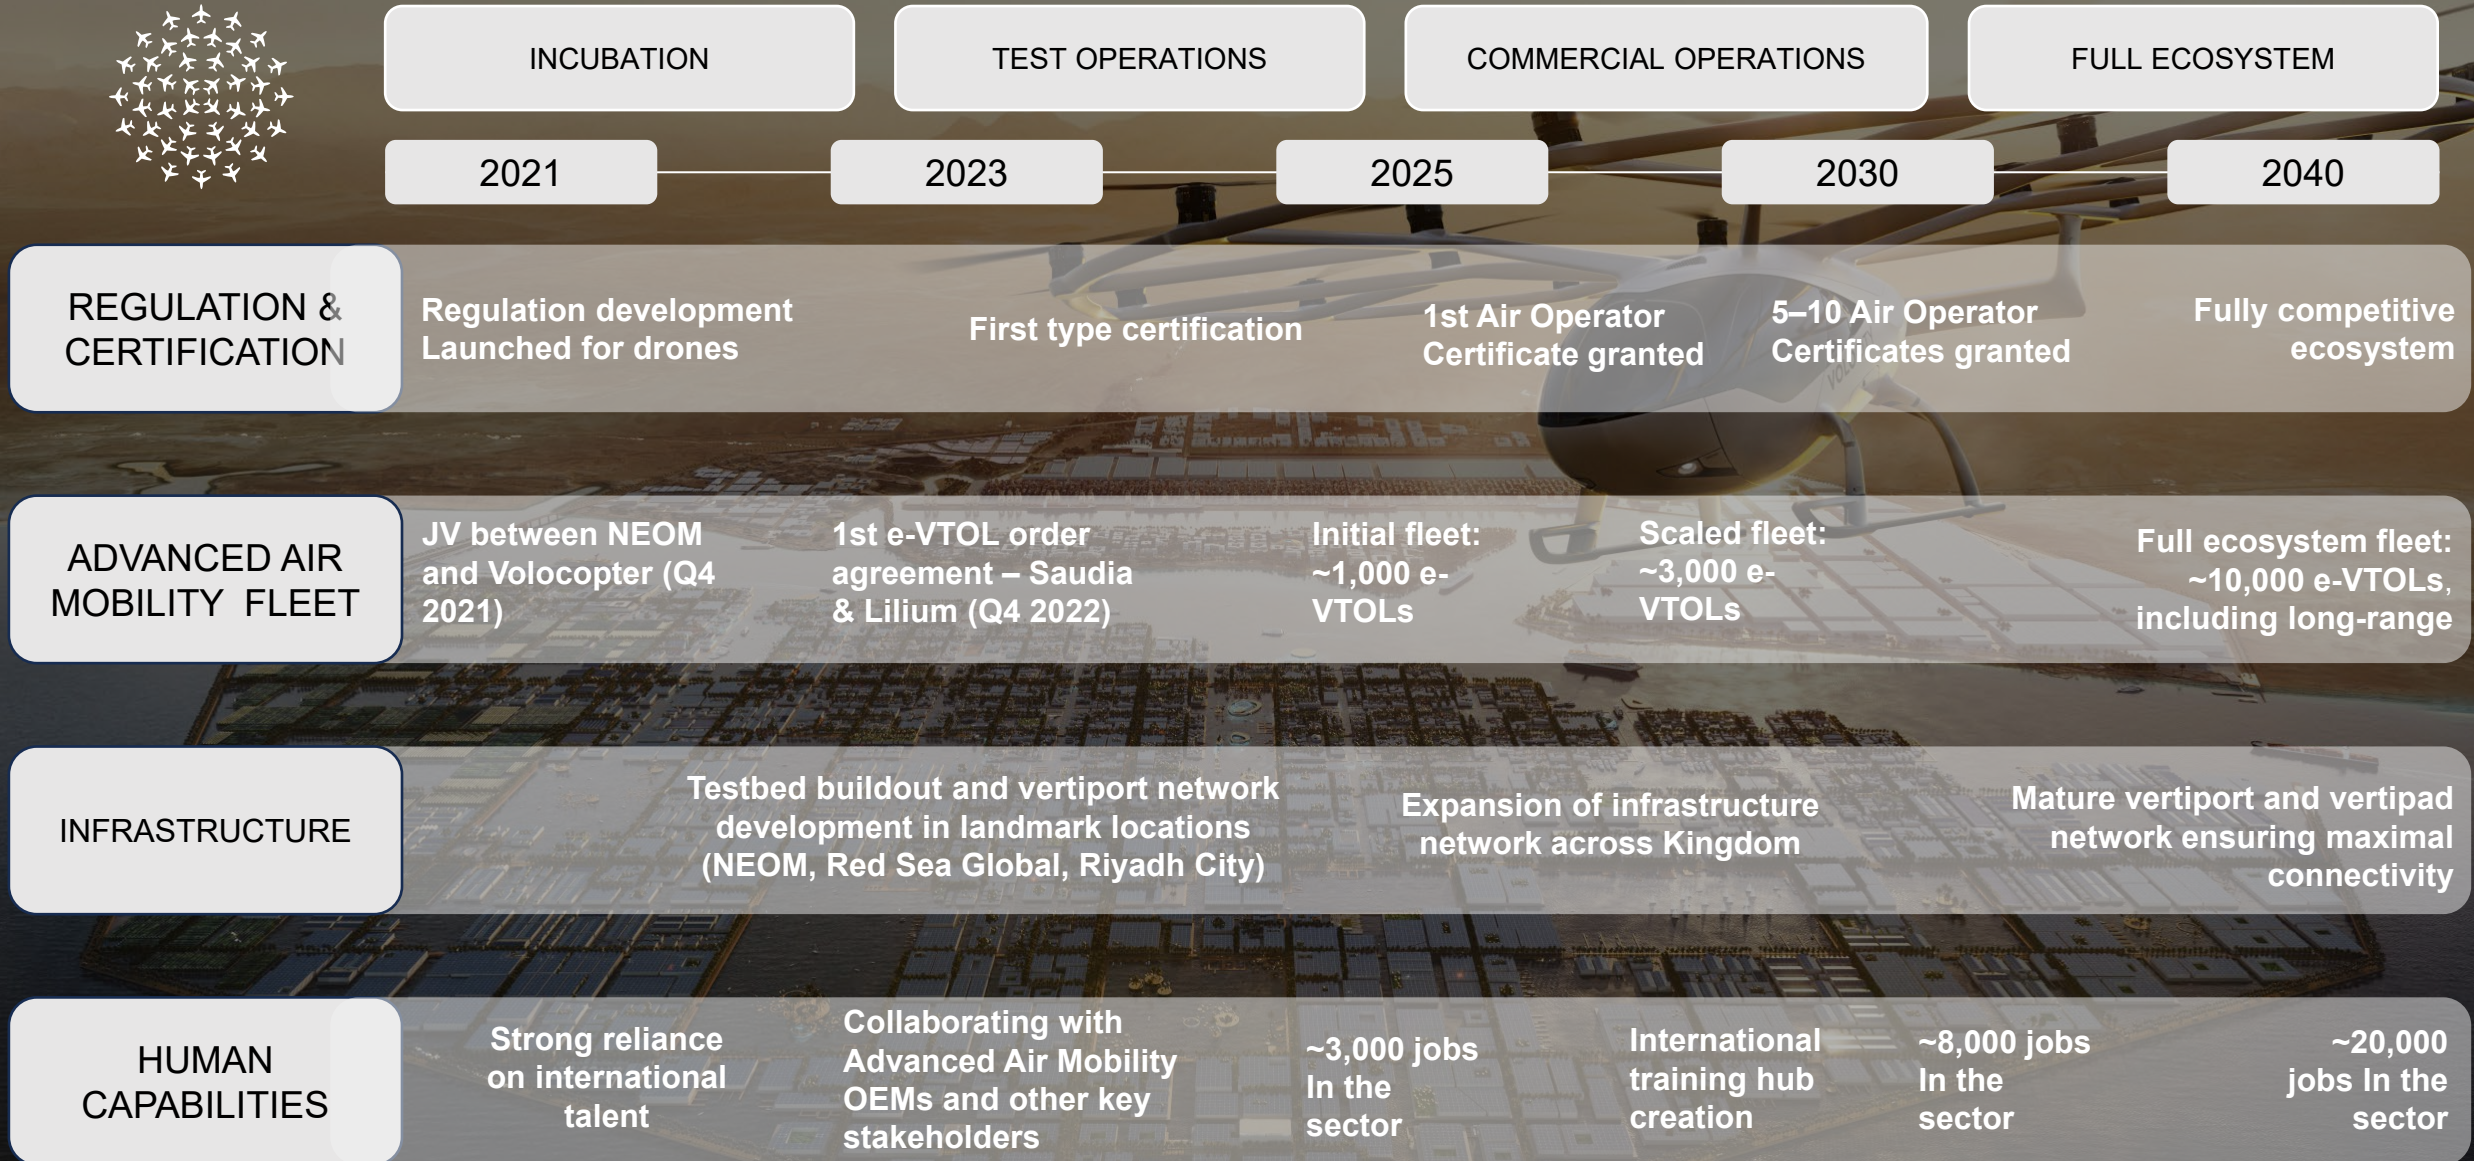 INCUBATION
TEST OPERATIONS
COMMERCIAL OPERATIONS
FULL ECOSYSTEM
2021
2023
2025
2030
2040
REGULATION &
CERTIFICATION
Regulation development
Launched for drones
First type certification
1st Air Operator
Certificate granted
5–10 Air Operator
Certificates granted
Fully competitive
ecosystem
ADVANCED AIR
MOBILITY FLEET
JV between NEOM
and Volocopter (Q4
2021)
1st e-VTOL order
agreement – Saudia
& Lilium (Q4 2022)
Initial fleet:
~1,000 e-
VTOLs
Scaled fleet:
~3,000 e-
VTOLs
Full ecosystem fleet:
~10,000 e-VTOLs,
including long-range
INFRASTRUCTURE
Testbed buildout and vertiport network
development in landmark locations
(NEOM, Red Sea Global, Riyadh City)
Expansion of infrastructure
network across Kingdom
Mature vertiport and vertipad
network ensuring maximal
connectivity
HUMAN
CAPABILITIES
Strong reliance
on international
talent
Collaborating with
Advanced Air Mobility
OEMs and other key
stakeholders
~3,000 jobs
In the
sector
International
training hub
creation
~8,000 jobs
In the
sector
~20,000
jobs In the
sector